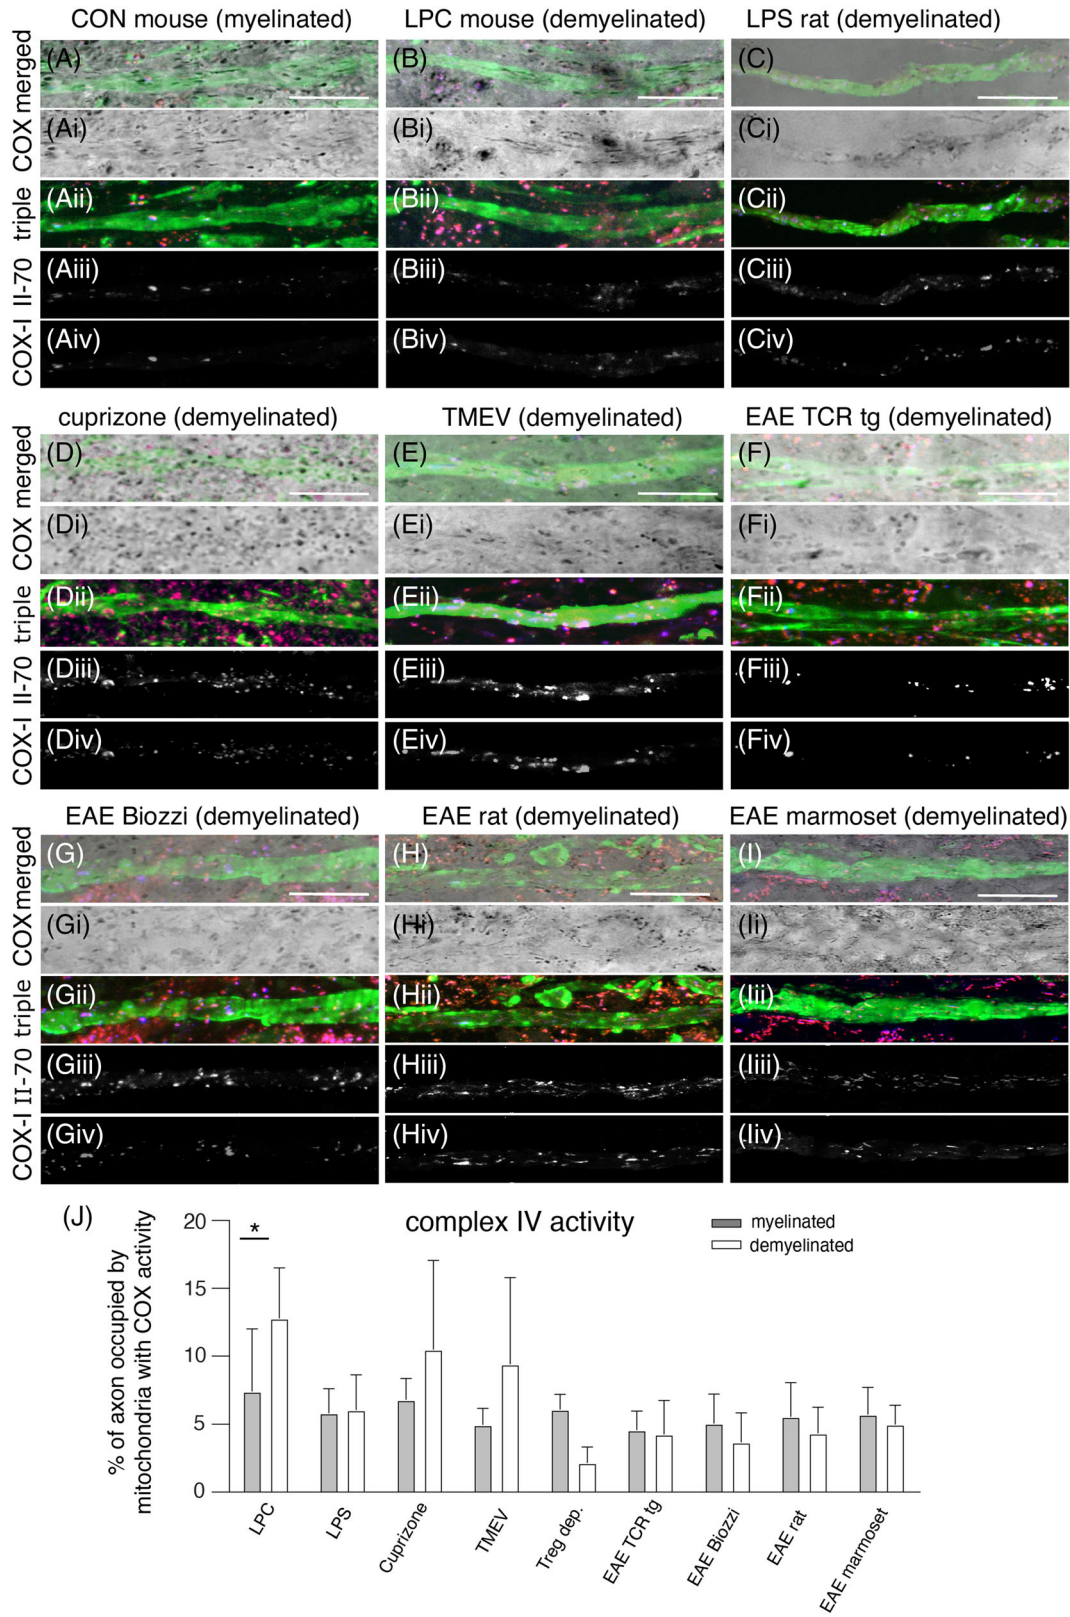 CON mouse (myelinated) LPC mouse (demyelinated) LPS rat (demyelinated)
COX-I II-70 triple COX merged
(A) (B) (C)
(Ai) (Bi) (Ci)
(Aii) (Bii) (Cii)
(Aiii) (Biii) (Ciii)
(Aiv) (Biv) (Civ)
cuprizone (demyelinated) TMEV (demyelinated) EAE TCR tg (demyelinated)
COX-I II-70 triple COX merged
(D) (E) (F)
(Di) (Ei) (Fi)
(Dii) (Eii) (Fii)
(Diii) (Eiii) (Fiii)
(Div) (Eiv) (Fiv)
EAE Biozzi (demyelinated) EAE rat (demyelinated) EAE marmoset (demyelinated)
COX-I II-70 triple COX merged
(G) (H) (I)
(Gi) (Hi) (Ii)
(Gii) (Hii) (Iii)
(Giii) (Hiii) (Iiii)
(Giv) (Hiv) (Iiv)
(J) complex IV activity
myelinated
demyelinated
% of axon occupied by
mitochondria with COX activity
20
15
10
5
0
*
LPC LPS Cuprizone TMEV Treg dep. EAE TCR tg EAE Biozzi EAE rat EAE marmoset